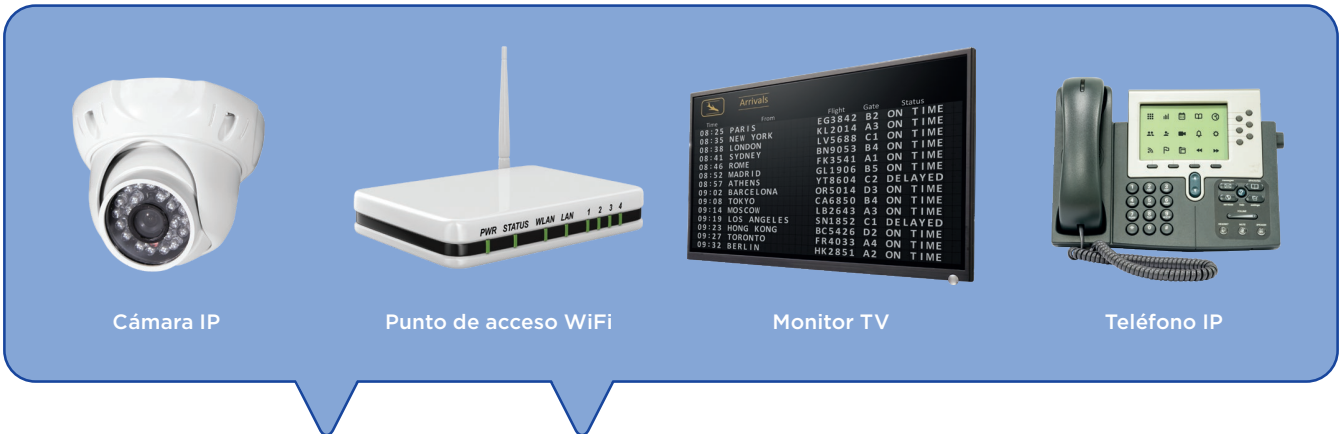 Arrivals
Time From Flight Gate Status
08:25 PARIS EG3842 B2 ON TIME
08:35 NEW YORK KL2014 A3 ON TIME
08:38 LONDON LV5688 C1 ON TIME
08:41 SYDNEY BN9053 B4 ON TIME
08:46 ROME FK3541 A1 ON TIME
08:52 MADRID GL1906 B5 ON TIME
08:57 ATHENS YT8604 C2 DELAYED
09:02 BARCELONA OR5014 D3 ON TIME
09:08 TOKYO CA6850 B4 ON TIME
09:14 MOSCOW LB2643 A3 ON TIME
09:19 LOS ANGELES SN1852 C1 DELAYED
09:23 HONG KONG BC5426 D2 ON TIME
09:27 TORONTO FR4033 A4 ON TIME
09:32 BERLIN HK2851 A2 ON TIME
PWR STATUS WLAN LAN 1 2 3 4
Cámara IP
Punto de acceso WiFi
Monitor TV
Teléfono IP